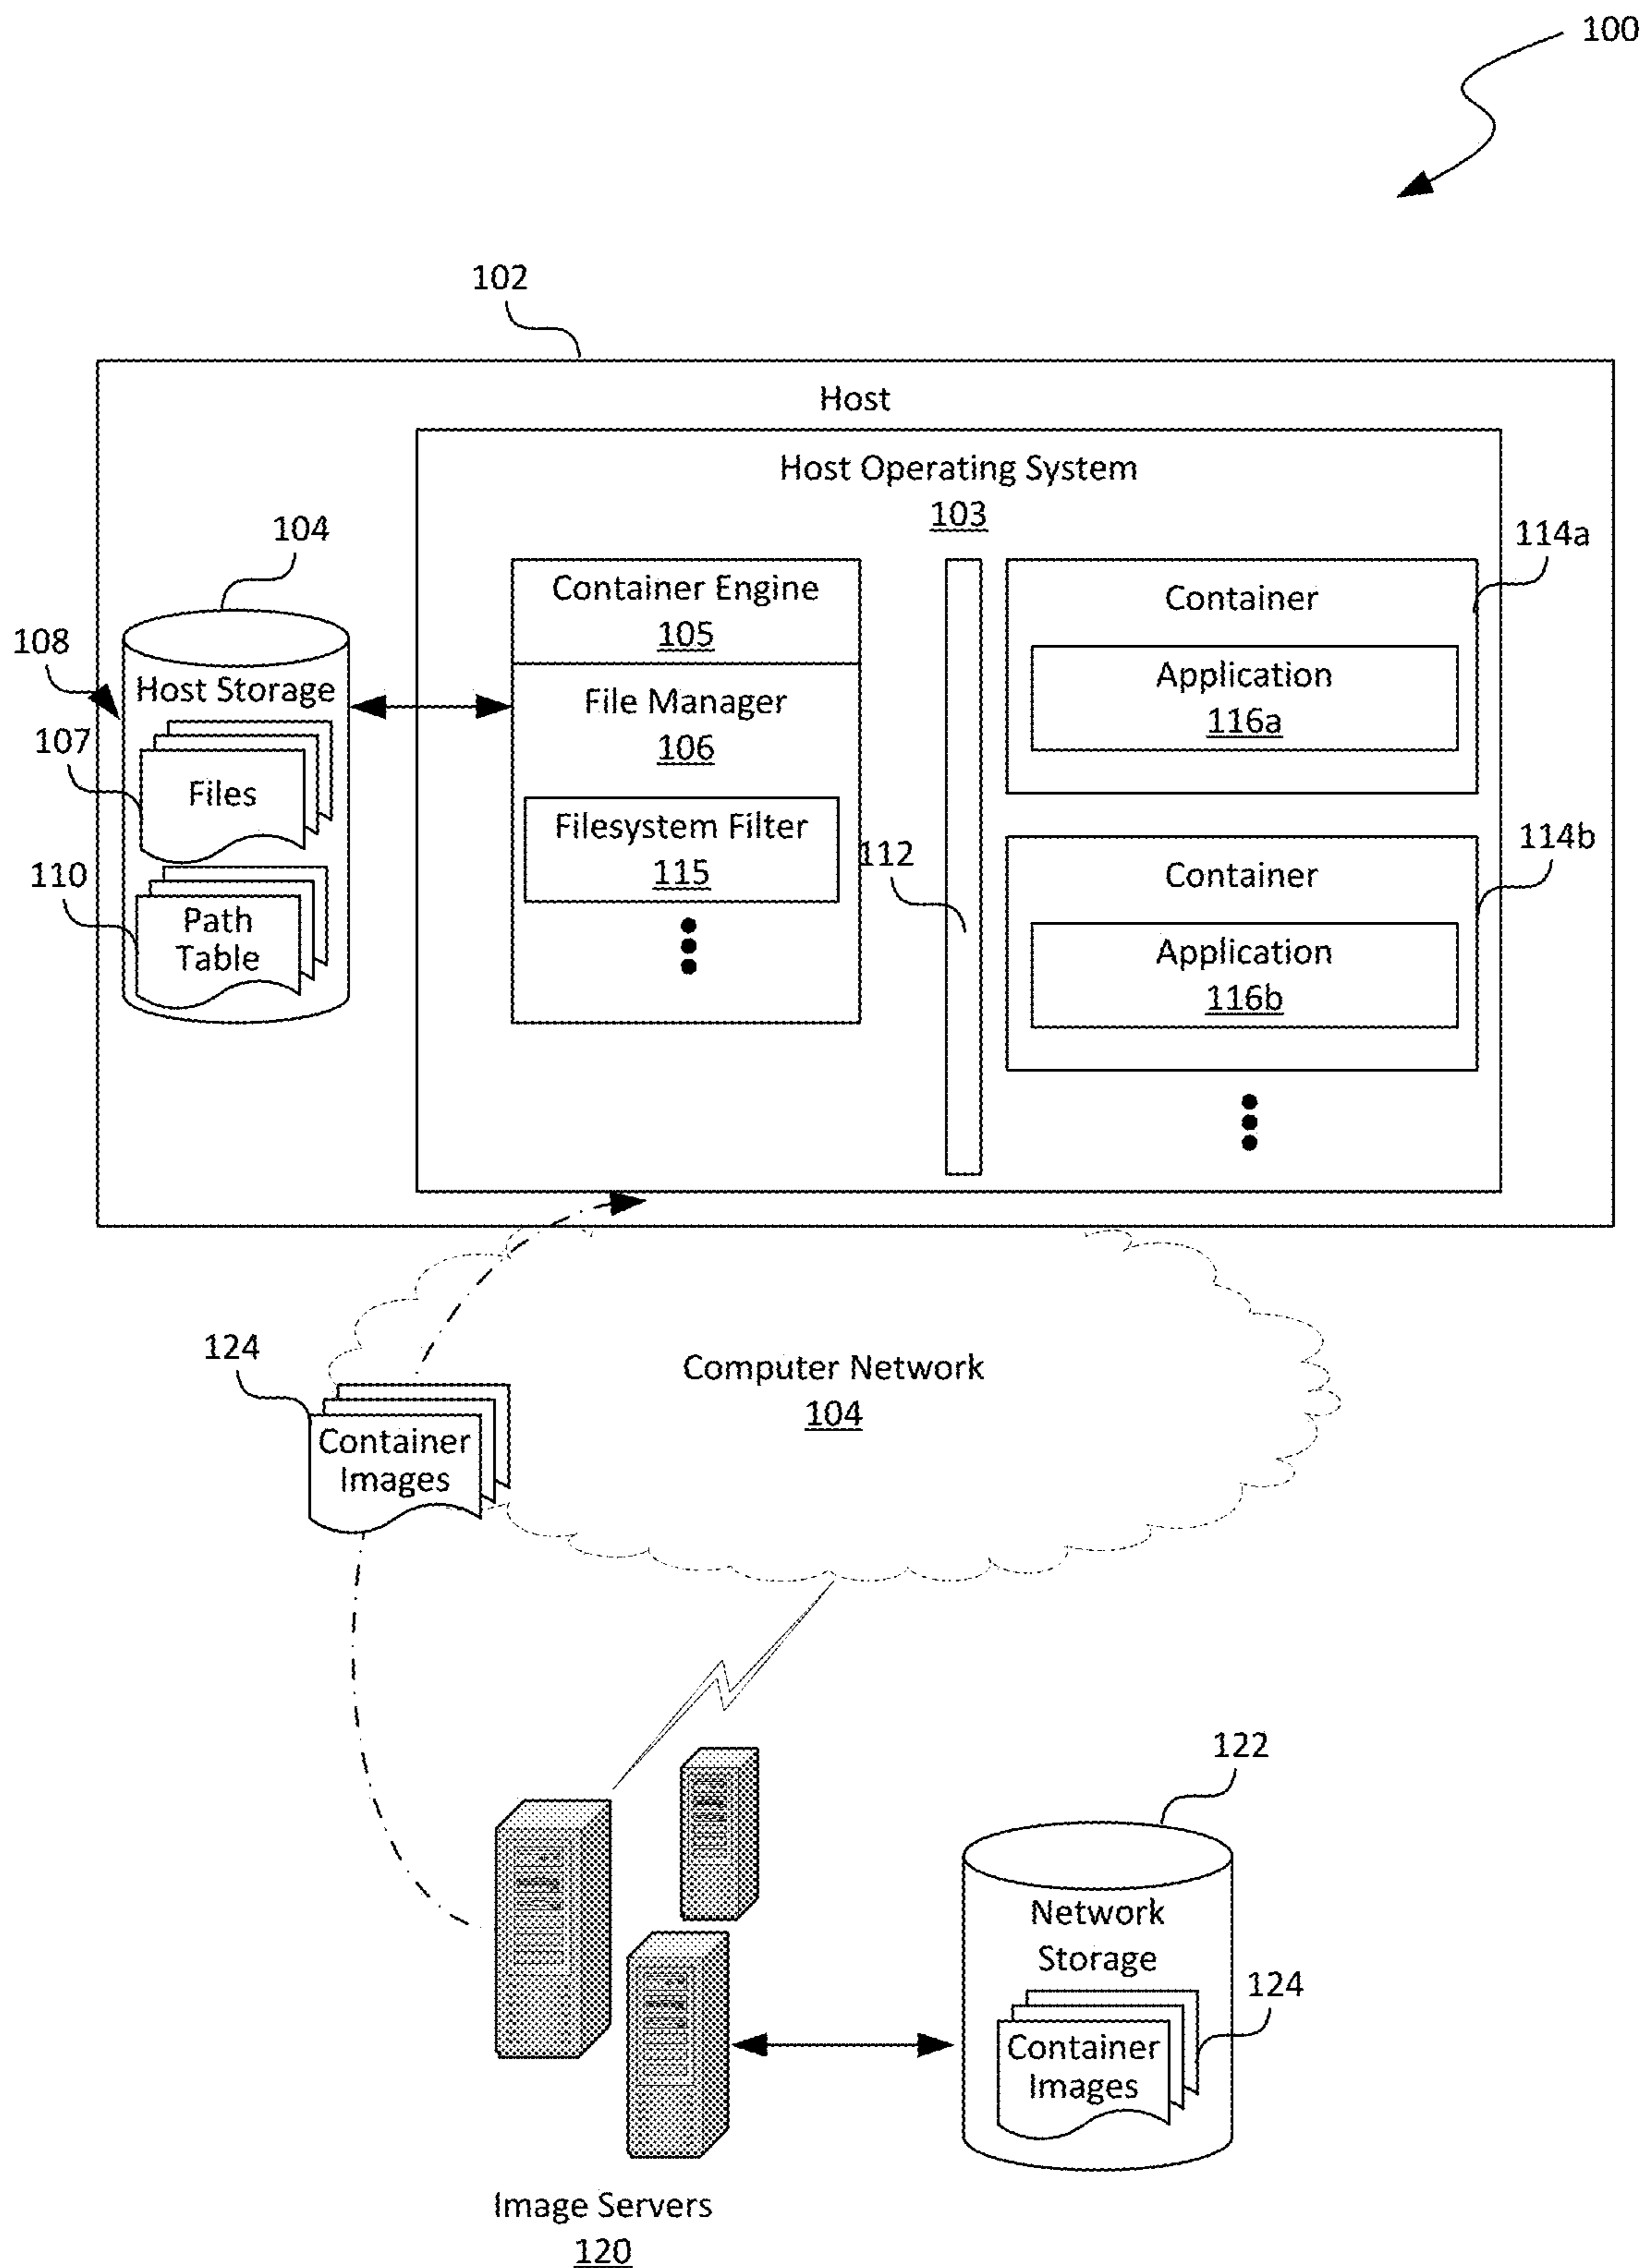 100
102
Host
Host Operating System
103
104
108
Host Storage
107
Files
110
Path
Table
Container Engine
105
File Manager
106
Filesystem Filter
115
112
114a
Container
Application
116a
114b
Container
Application
116b
Computer Network
104
124
Container
Images
122
Network
Storage
124
Container
Images
Image Servers
120